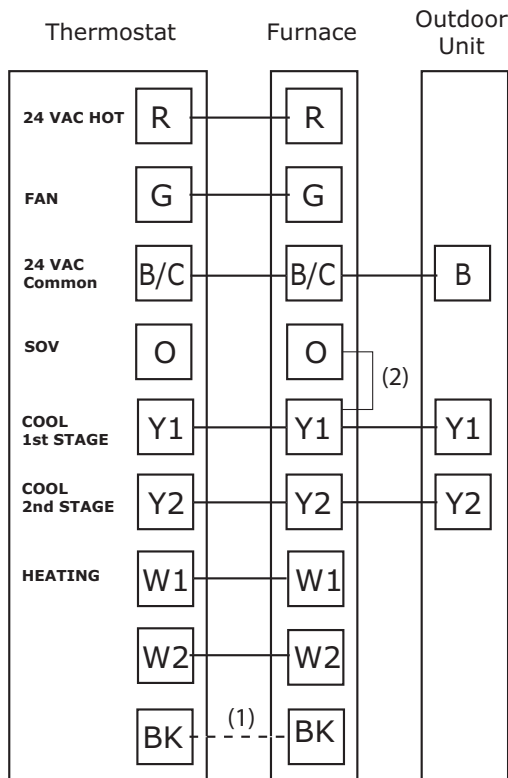 Thermostat
Furnace
Outdoor
Unit
24 VAC HOT
R
R
FAN
G
G
24 VAC
Common
B/C
B/C
B
SOV
O
O
(2)
COOL
1st STAGE
Y1
Y1
Y1
COOL
2nd STAGE
Y2
Y2
Y2
HEATING
W1
W1
W2
W2
BK
(1)
BK